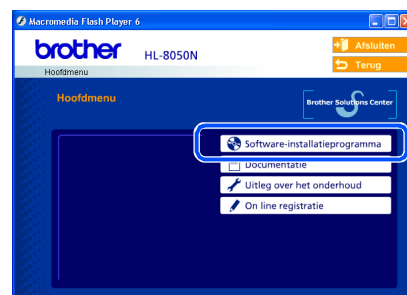 Macromedia Flash Player 6
brother
HL-8050N
Afsluiten
Terug
Hoofdmenu
Hoofdmenu
Brother Solutions Center
Software-installatieprogramma
Documentatie
Uitleg over het onderhoud
On line registratie